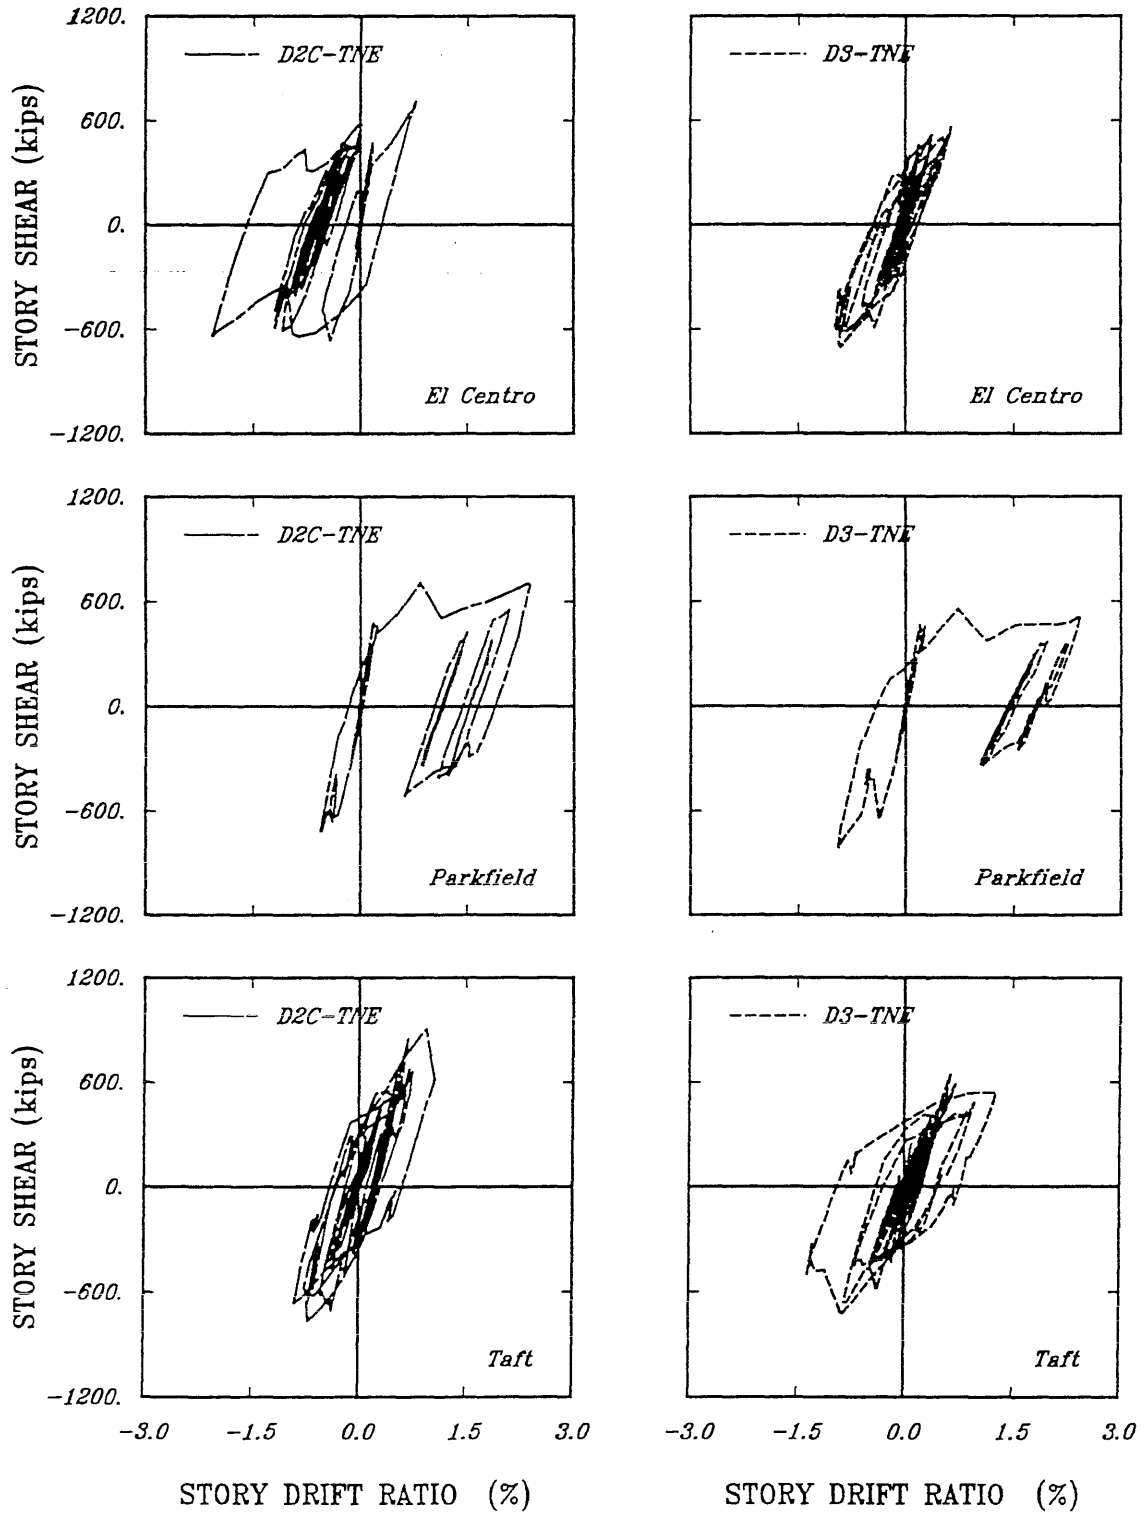 1200.
600.
0.
-600.
-1200.
STORY SHEAR (kips)
D2C-TNE
El Centro
D3-TNE
El Centro
1200.
600.
0.
-600.
-1200.
STORY SHEAR (kips)
D2C-TNE
Parkfield
D3-TNE
Parkfield
1200.
600.
0.
-600.
-1200.
STORY SHEAR (kips)
D2C-TNE
Taft
D3-TNE
Taft
-3.0 -1.5 0.0 1.5 3.0
-3.0 -1.5 0.0 1.5 3.0
STORY DRIFT RATIO (%)
STORY DRIFT RATIO (%)